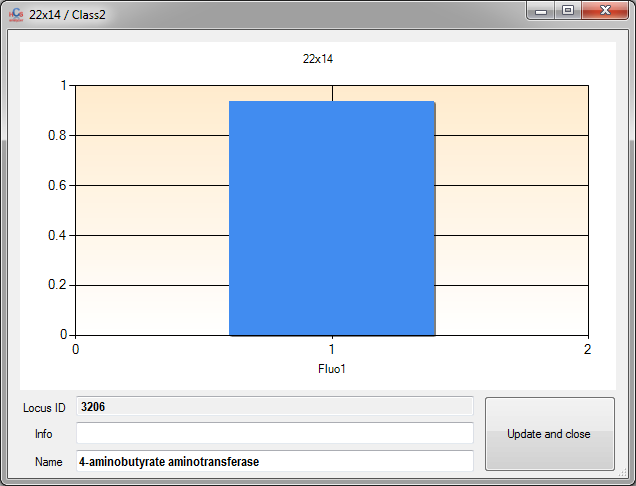 22x14 / Class2
22x14
1
0.8
0.6
0.4
0.2
0
0 1 2
Fluo1
Locus ID 3206
Info
Name 4-aminobutyrate aminotransferase
Update and close